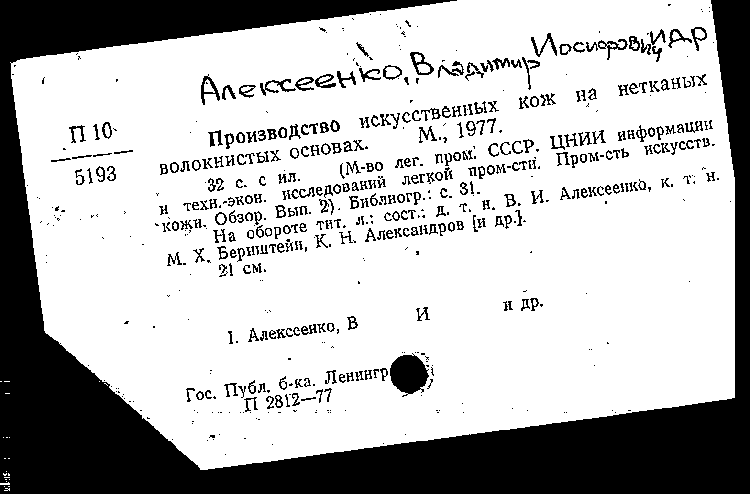 Алексеенко, Владимир Иосифович и др
П 10
5193
Производство искусственных кож на нетканых
волокнистых основах. М., 1977.
32 с. с ил. (М-во лег. пром. СССР. ЦНИИ информации
и техн.-экон. исследований легкой пром-сти. Пром-сть искусств.
кожи. Обзор. Вып. 2). Библиогр.: с. 31.
На обороте тит. л.: сост.: д. т. н. В. И. Алексеенко, к. т. н.
М. Х. Бернштейн, К. Н. Александров [и др.].
21 см.
I. Алексеенко, В И и др.
Гос. Публ. б-ка. Ленингр
П 2812—77